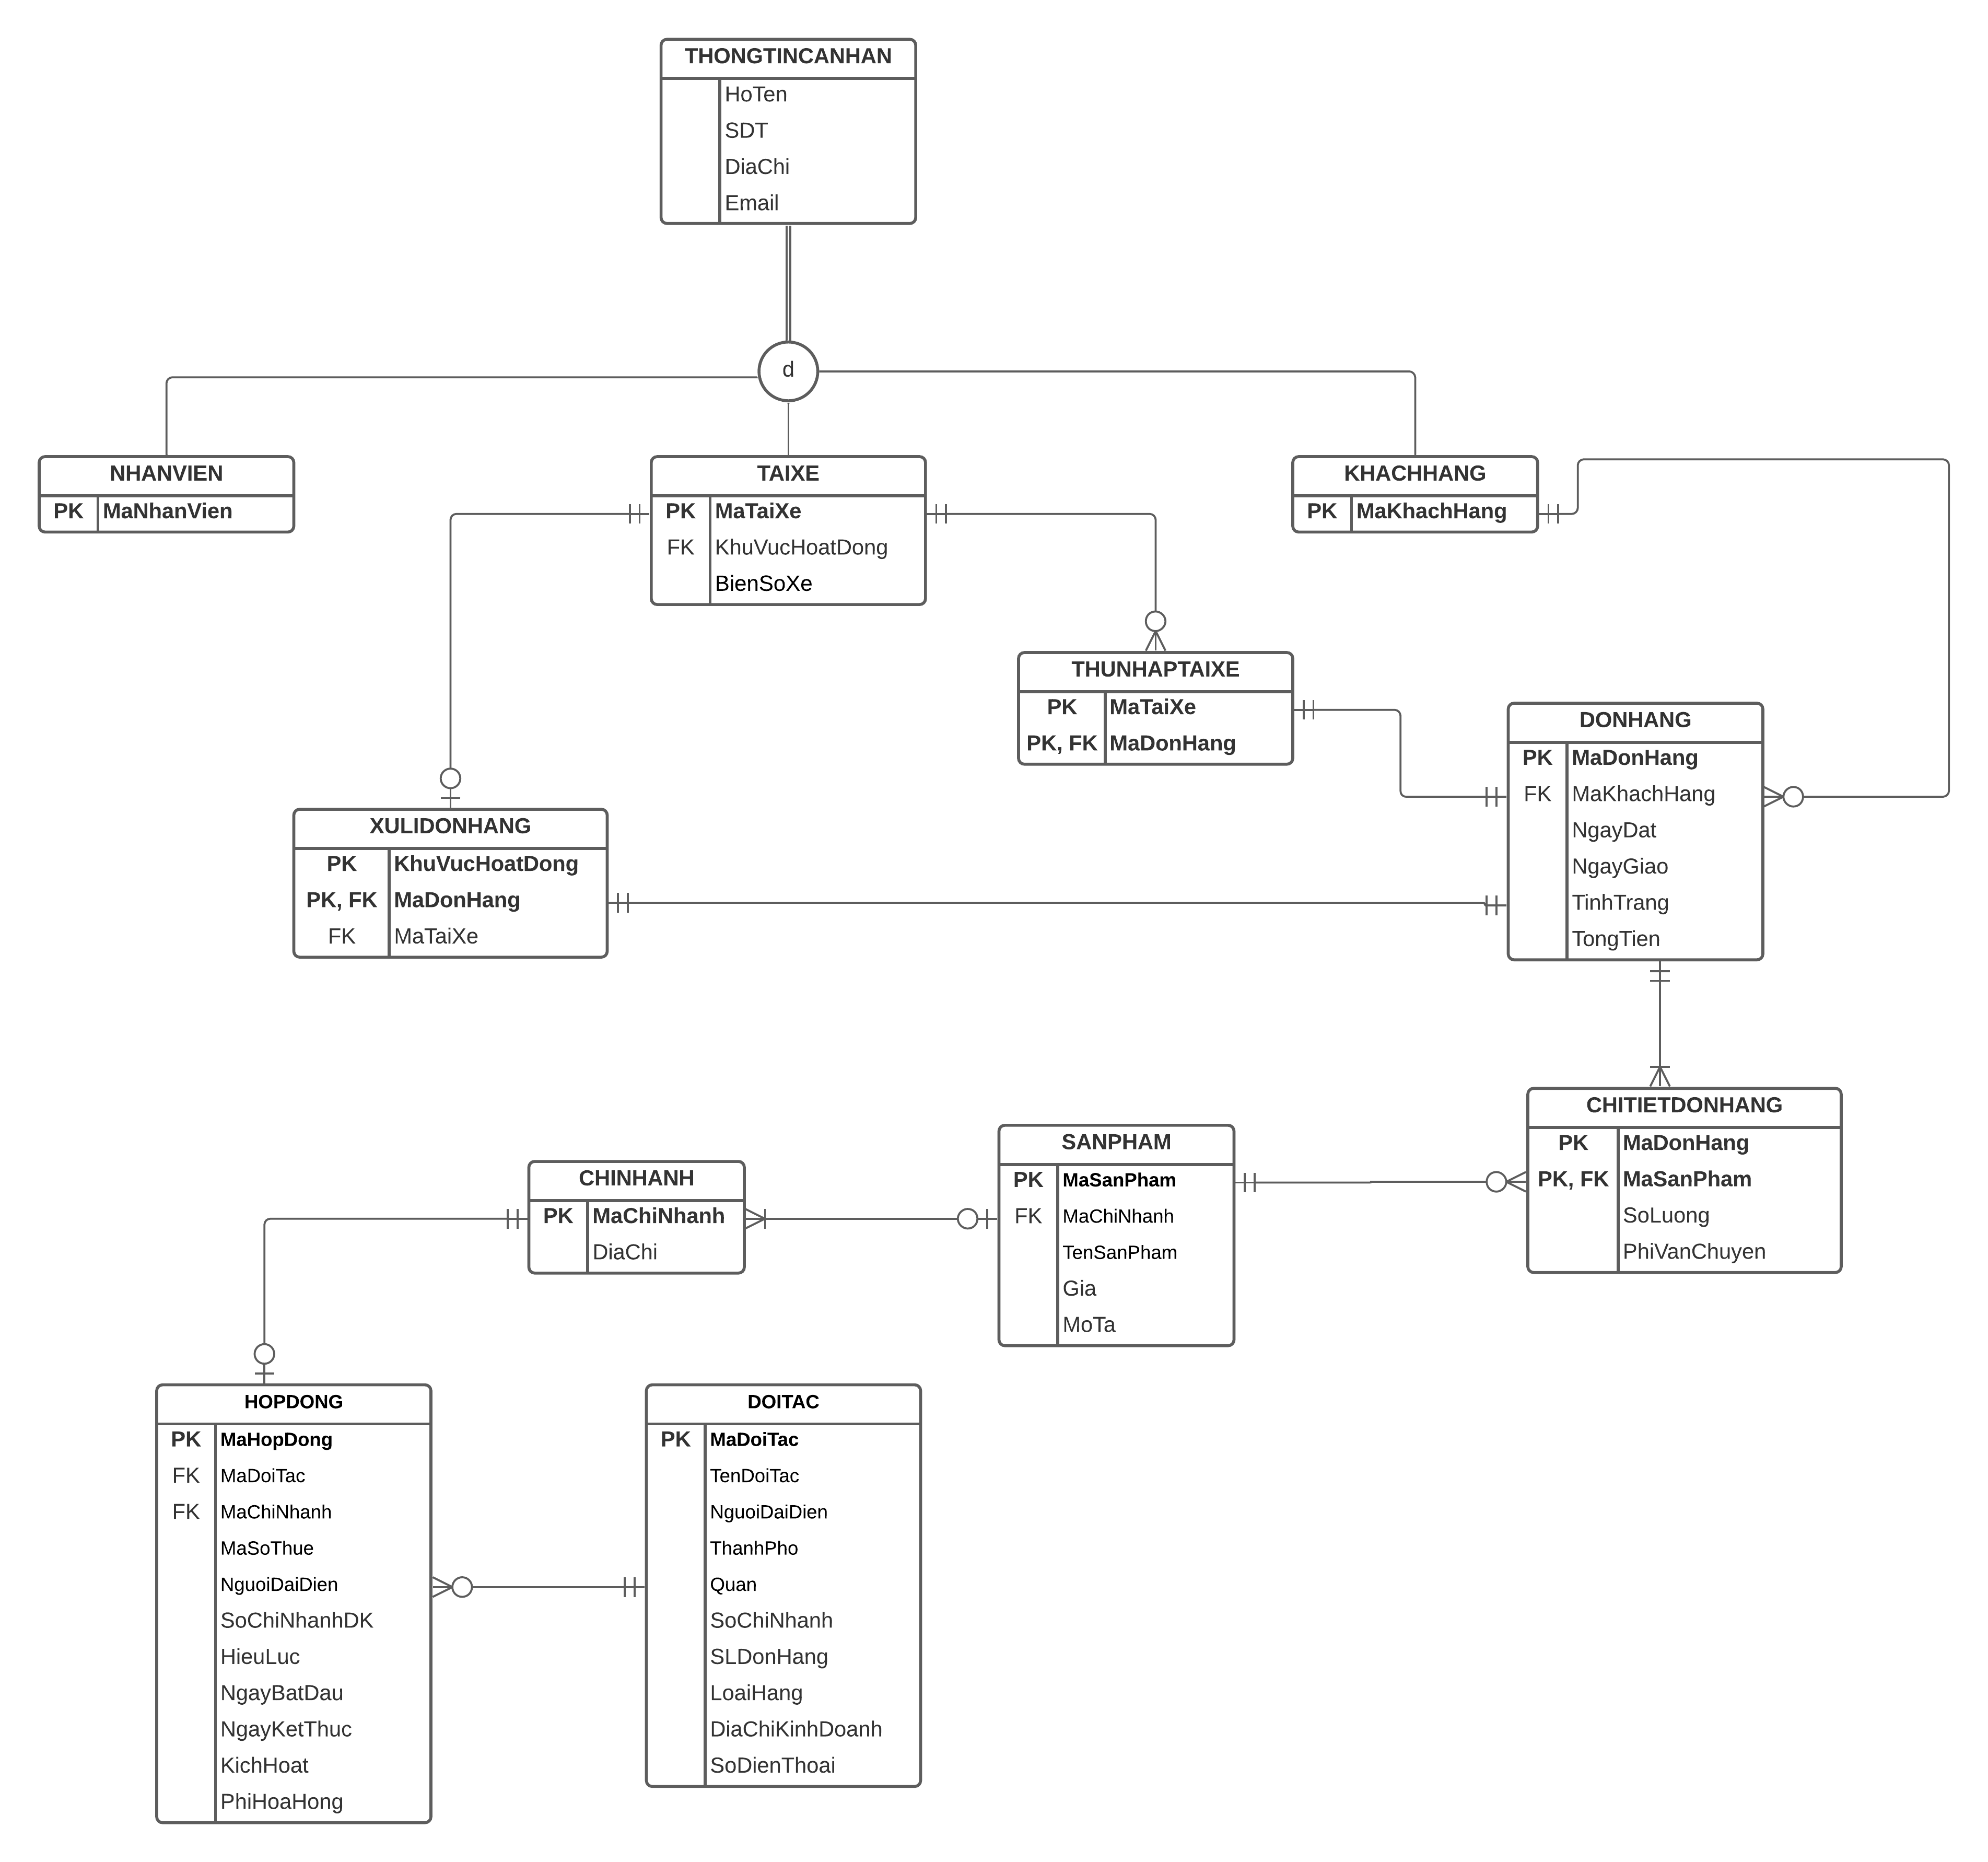 THONGTINCANHAN
HoTen
SDT
DiaChi
Email
d
NHANVIEN
PK MaNhanVien
TAIXE
PK MaTaiXe
FK KhuVucHoatDong
BienSoXe
KHACHHANG
PK MaKhachHang
THUNHAPTAIXE
PK MaTaiXe
PK, FK MaDonHang
DONHANG
PK MaDonHang
FK MaKhachHang
NgayDat
NgayGiao
TinhTrang
TongTien
XULIDONHANG
PK KhuVucHoatDong
PK, FK MaDonHang
FK MaTaiXe
CHITIETDONHANG
PK MaDonHang
PK, FK MaSanPham
SoLuong
PhiVanChuyen
SANPHAM
PK MaSanPham
FK MaChiNhanh
TenSanPham
Gia
MoTa
CHINHANH
PK MaChiNhanh
DiaChi
HOPDONG
PK MaHopDong
FK MaDoiTac
FK MaChiNhanh
MaSoThue
NguoiDaiDien
SoChiNhanhDK
HieuLuc
NgayBatDau
NgayKetThuc
KichHoat
PhiHoaHong
DOITAC
PK MaDoiTac
TenDoiTac
NguoiDaiDien
ThanhPho
Quan
SoChiNhanh
SLDonHang
LoaiHang
DiaChiKinhDoanh
SoDienThoai